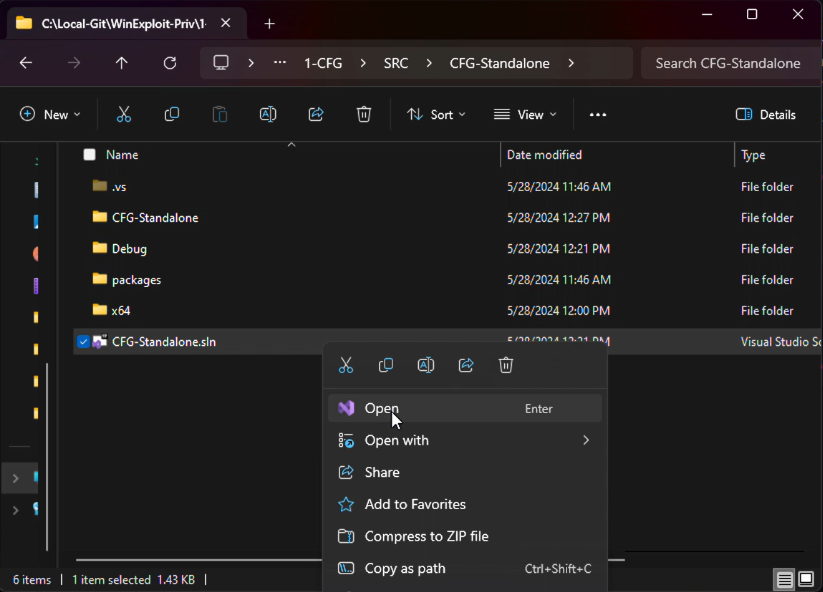 C:\Local-Git\WinExploit-Priv\1-
1-CFG SRC CFG-Standalone Search CFG-Standalone
New Sort View Details
Name Date modified Type
.vs 5/28/2024 11:46 AM File folder
CFG-Standalone 5/28/2024 12:27 PM File folder
Debug 5/28/2024 12:21 PM File folder
packages 5/28/2024 11:46 AM File folder
x64 5/28/2024 12:00 PM File folder
CFG-Standalone.sln 5/28/2024 12:21 PM Visual Studio So
Open Enter
Open with
Share
Add to Favorites
Compress to ZIP file
Copy as path Ctrl+Shift+C
6 items | 1 item selected 1.43 KB |